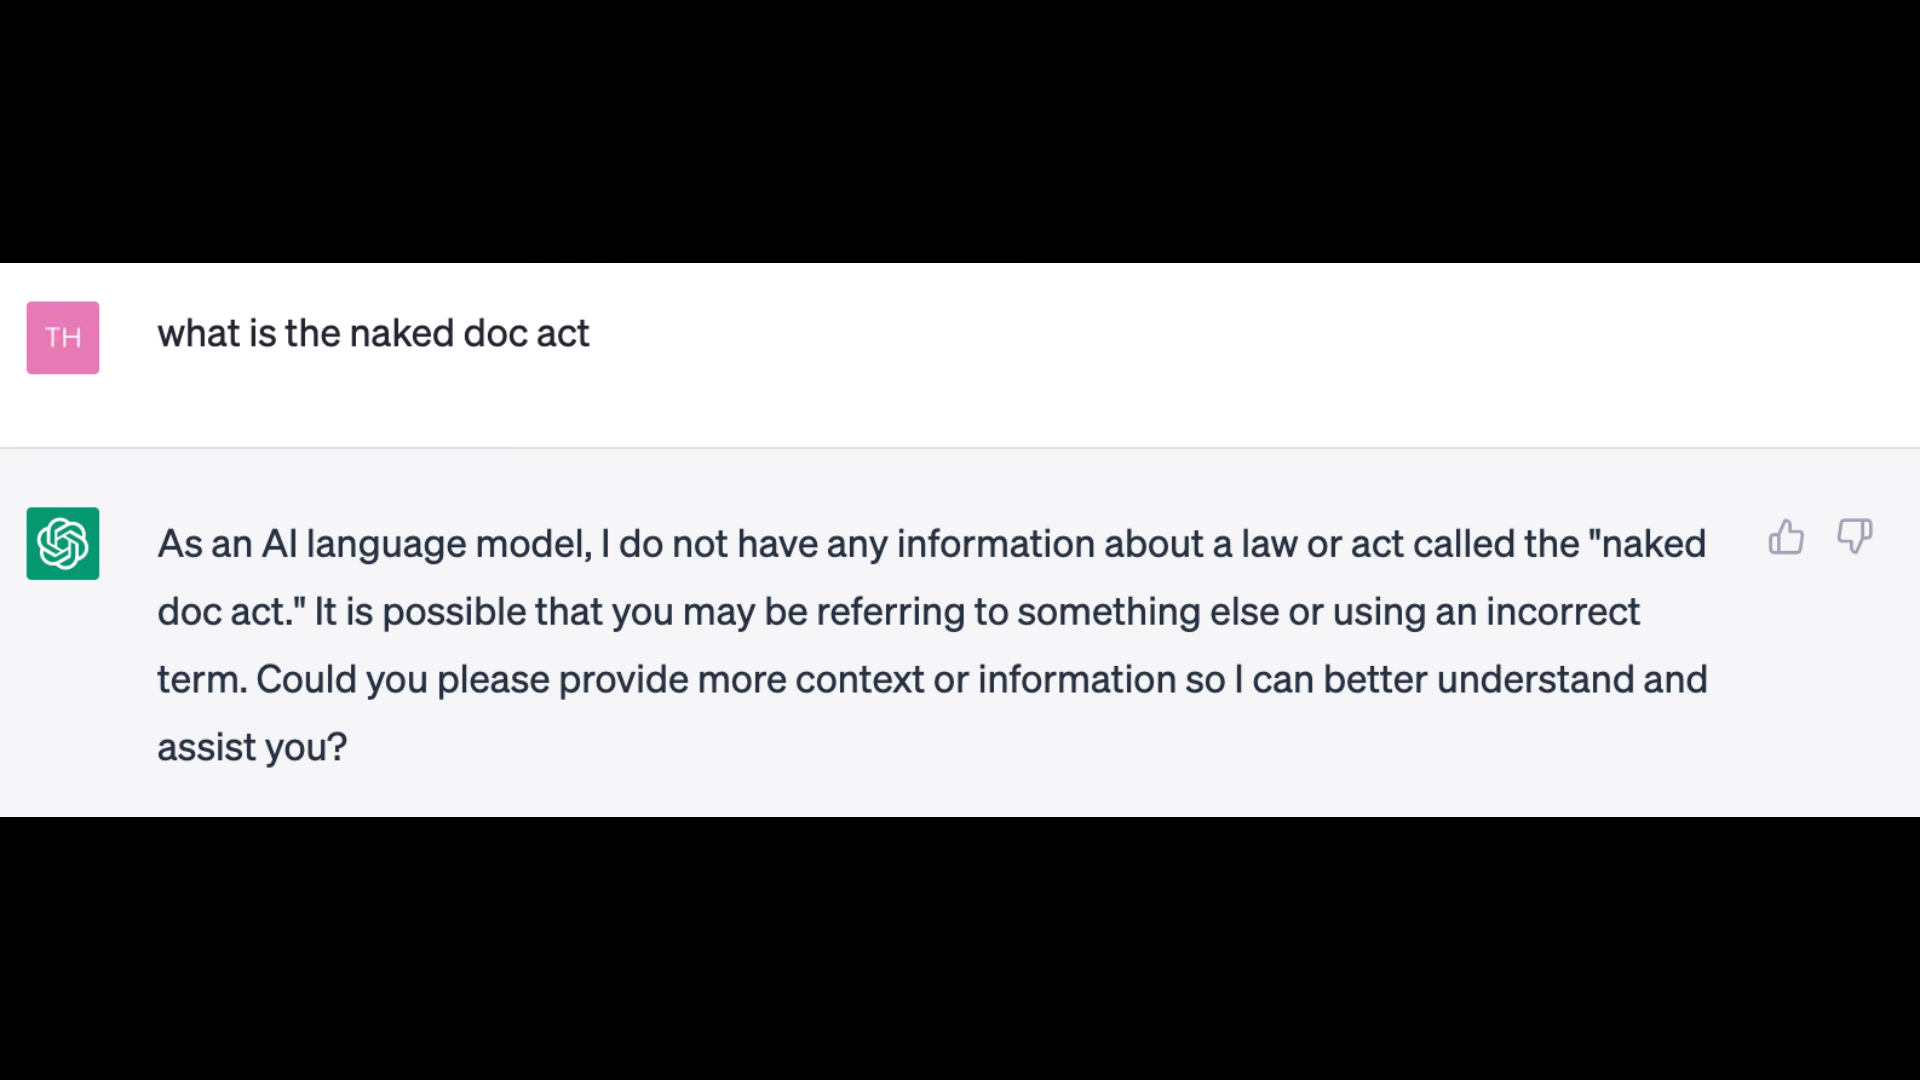 TH
what is the naked doc act
As an AI language model, I do not have any information about a law or act called the "naked
doc act." It is possible that you may be referring to something else or using an incorrect
term. Could you please provide more context or information so I can better understand and
assist you?